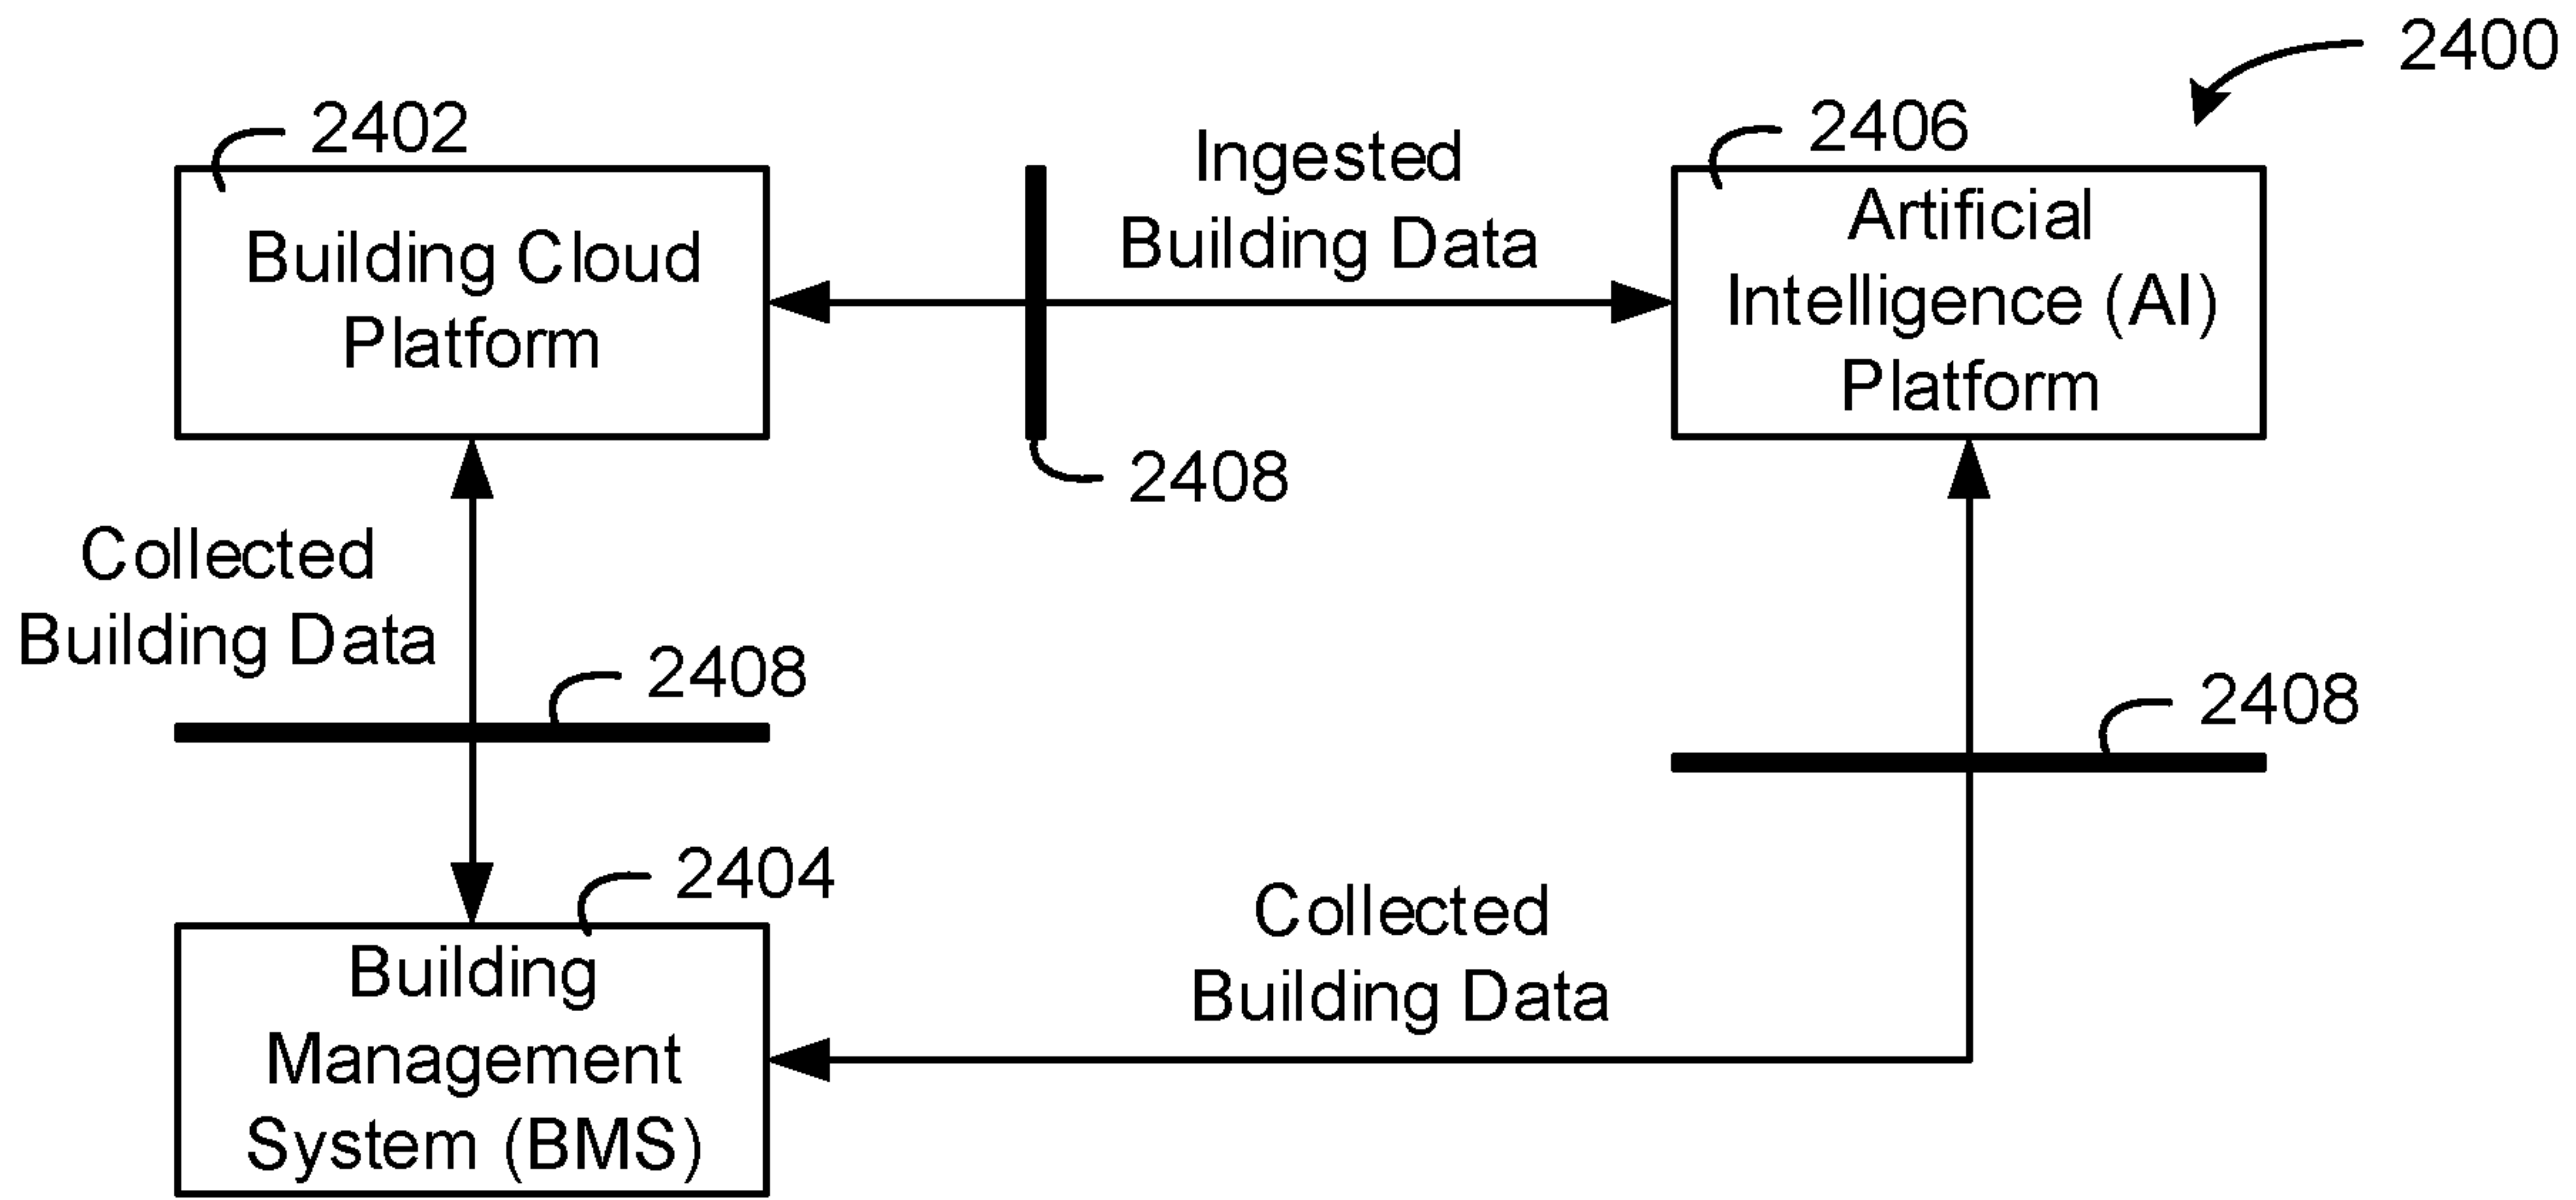 2400
2402
Building Cloud
Platform
Ingested
Building Data
2406
Artificial
Intelligence (AI)
Platform
2408
Collected
Building Data
2408
2408
2404
Building
Management
System (BMS)
Collected
Building Data